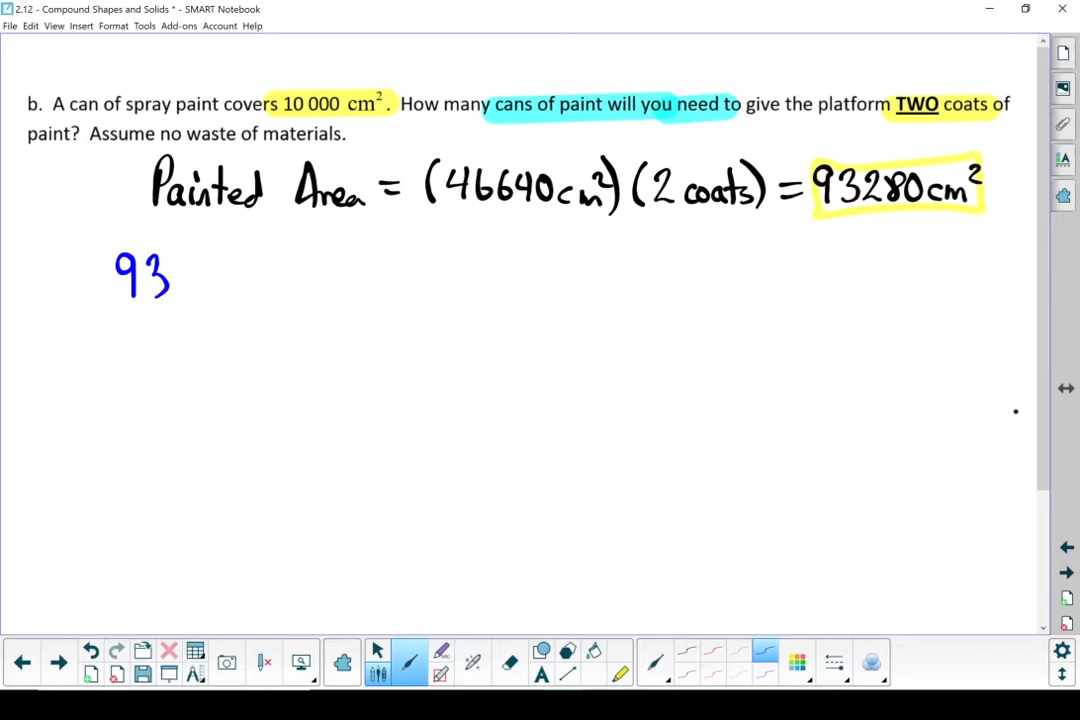 2.12 - Compound Shapes and Solids * - SMART Notebook
File Edit View Insert Format Tools Add-ons Account Help
b. A can of spray paint covers 10 000 cm². How many cans of paint will you need to give the platform TWO coats of
paint? Assume no waste of materials.
Painted Area = (46640cm²)(2 coats) = 93280cm²
93